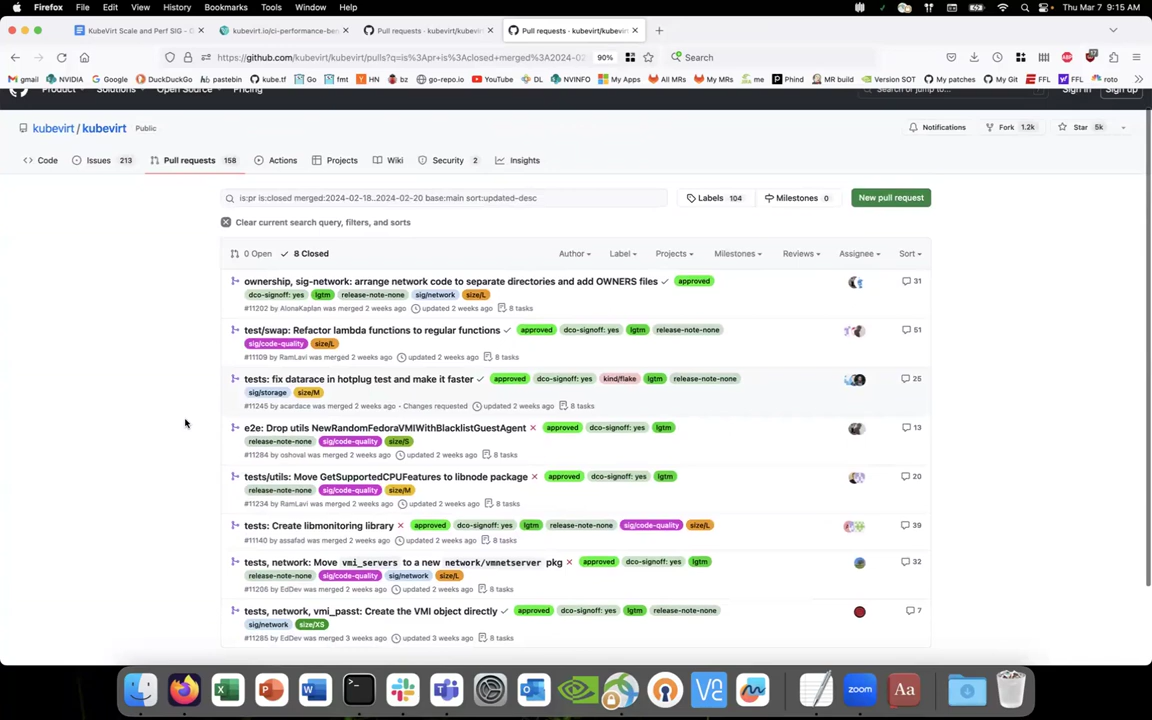 Firefox File Edit View History Bookmarks Tools Window Help Thu Mar 7 9:15 AM
KubeVirt Scale and Perf SIG - G kubevirt.io/ci-performance-ben Pull requests · kubevirt/kubevir Pull requests · kubevirt/kubevir
https://github.com/kubevirt/kubevirt/pulls?q=is%3Apr+is%3Aclosed+merged%3A2024-02- 90% Search
gmail NVIDIA Google DuckDuckGo pastebin kube.tf Go fmt HN bz go-repo.io YouTube DL NVINFO My Apps All MRs My MRs me Phind MR build Version SOT My patches My Git FFL FFL roto
Product Solutions Open Source Pricing Search or jump to... Sign in Sign up
kubevirt / kubevirt Public Notifications Fork 1.2k Star 5k
Code Issues 213 Pull requests 158 Actions Projects Wiki Security 2 Insights
is:pr is:closed merged:2024-02-18..2024-02-20 base:main sort:updated-desc Labels 104 Milestones 0 New pull request
Clear current search query, filters, and sorts
0 Open 8 Closed Author Label Projects Milestones Reviews Assignee Sort
ownership, sig-network: arrange network code to separate directories and add OWNERS files approved 31
dco-signoff: yes lgtm release-note-none sig/network size/L
#11202 by AlonaKaplan was merged 2 weeks ago updated 2 weeks ago 8 tasks
test/swap: Refactor lambda functions to regular functions approved dco-signoff: yes lgtm release-note-none 51
sig/code-quality size/L
#11109 by RamLavi was merged 2 weeks ago updated 2 weeks ago 8 tasks
tests: fix datarace in hotplug test and make it faster approved dco-signoff: yes kind/flake lgtm release-note-none 25
sig/storage size/M
#11245 by acardace was merged 2 weeks ago • Changes requested updated 2 weeks ago 8 tasks
e2e: Drop utils NewRandomFedoraVMIWithBlacklistGuestAgent approved dco-signoff: yes lgtm 13
release-note-none sig/code-quality size/S
#11284 by oshoval was merged 2 weeks ago updated 2 weeks ago 8 tasks
tests/utils: Move GetSupportedCPUFeatures to libnode package approved dco-signoff: yes lgtm 20
release-note-none sig/code-quality size/M
#11234 by RamLavi was merged 2 weeks ago updated 2 weeks ago 8 tasks
tests: Create libmonitoring library approved dco-signoff: yes lgtm release-note-none sig/code-quality size/L 39
#11140 by assafad was merged 2 weeks ago updated 2 weeks ago 8 tasks
tests, network: Move vmi_servers to a new network/vmnetserver pkg approved dco-signoff: yes lgtm 32
release-note-none sig/code-quality sig/network size/L
#11206 by EdDev was merged 2 weeks ago updated 2 weeks ago 8 tasks
tests, network, vmi_passt: Create the VMI object directly approved dco-signoff: yes lgtm release-note-none 7
sig/network size/XS
#11285 by EdDev was merged 3 weeks ago updated 3 weeks ago 8 tasks
zoom Aa